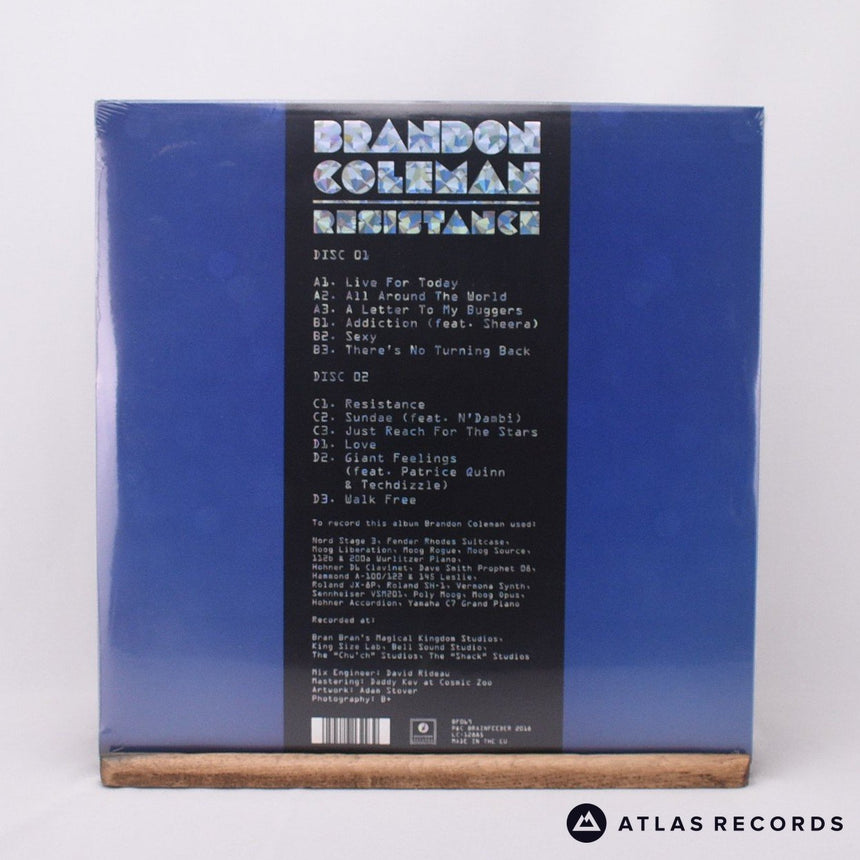 BRANDON
COLEMAN
RESISTANCE
DISC 01
A1. Live For Today
A2. All Around The World
A3. A Letter To My Buggers
B1. Addiction (feat. Sheera)
B2. Sexy
B3. There's No Turning Back
DISC 02
C1. Resistance
C2. Sundae (feat. N'Dambi)
C3. Just Reach For The Stars
D1. Love
D2. Giant Feelings
(feat. Patrice Quinn
& Techdizzle)
D3. Walk Free
To record this album Brandon Coleman used:
Nord Stage 3, Fender Rhodes Suitcase,
Moog Liberation, Moog Rogue, Moog Source,
112b & 200a Wurlitzer Piano,
Hohner D6 Clavinet, Dave Smith Prophet 08,
Hammond A-100/122 & 145 Leslie,
Roland JX-8P, Roland SH-1, Vermona Synth,
Sennheiser VSM201, Poly Moog, Moog Opus,
Hohner Accordion, Yamaha C7 Grand Piano
Recorded at:
Bran Bran's Magical Kingdom Studios,
King Size Lab, Bell Sound Studio,
The "Chu'ch" Studios, The "Shack" Studios
Mix Engineer: David Rideau
Mastering: Daddy Kev at Cosmic Zoo
Artwork: Adam Stover
Photography: B+
BF069
P&C BRAINFEEDER 2018
LC-12885
MADE IN THE EU
ATLAS RECORDS